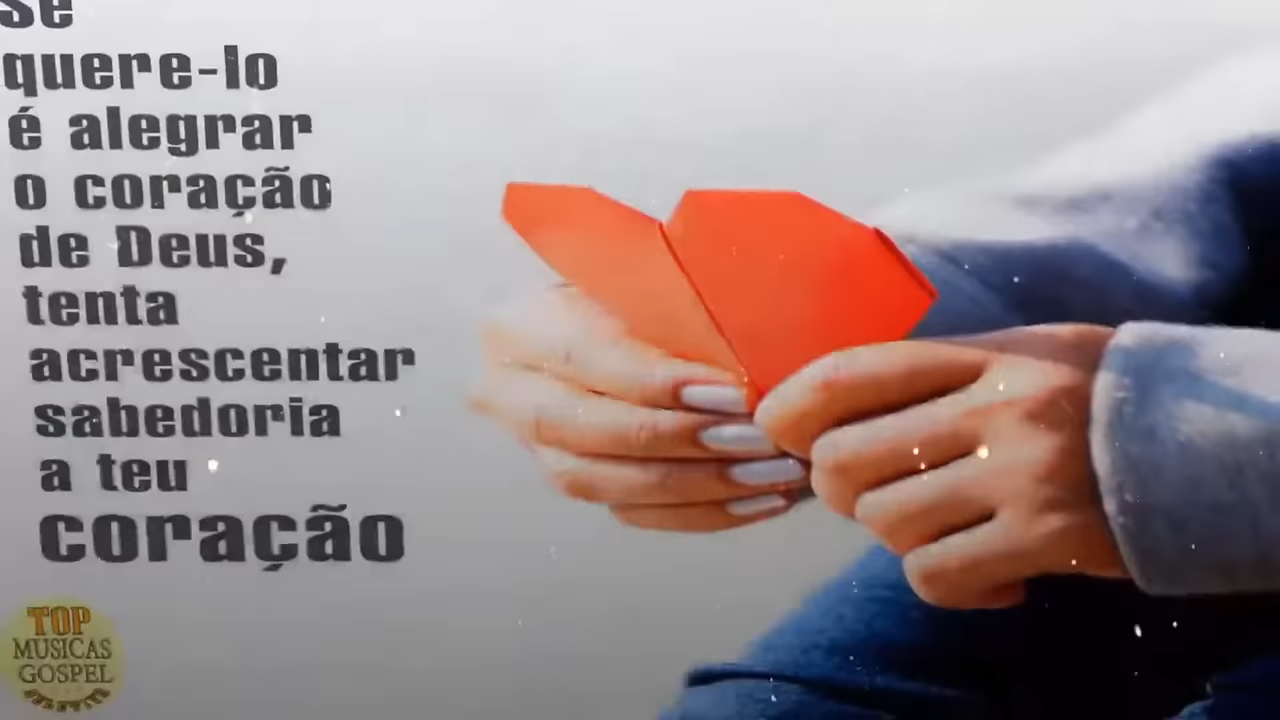 Se
quere-lo
é alegrar
o coração
de Deus,
tenta
acrescentar
sabedoria
a teu
coração
TOP
MUSICAS
GOSPEL